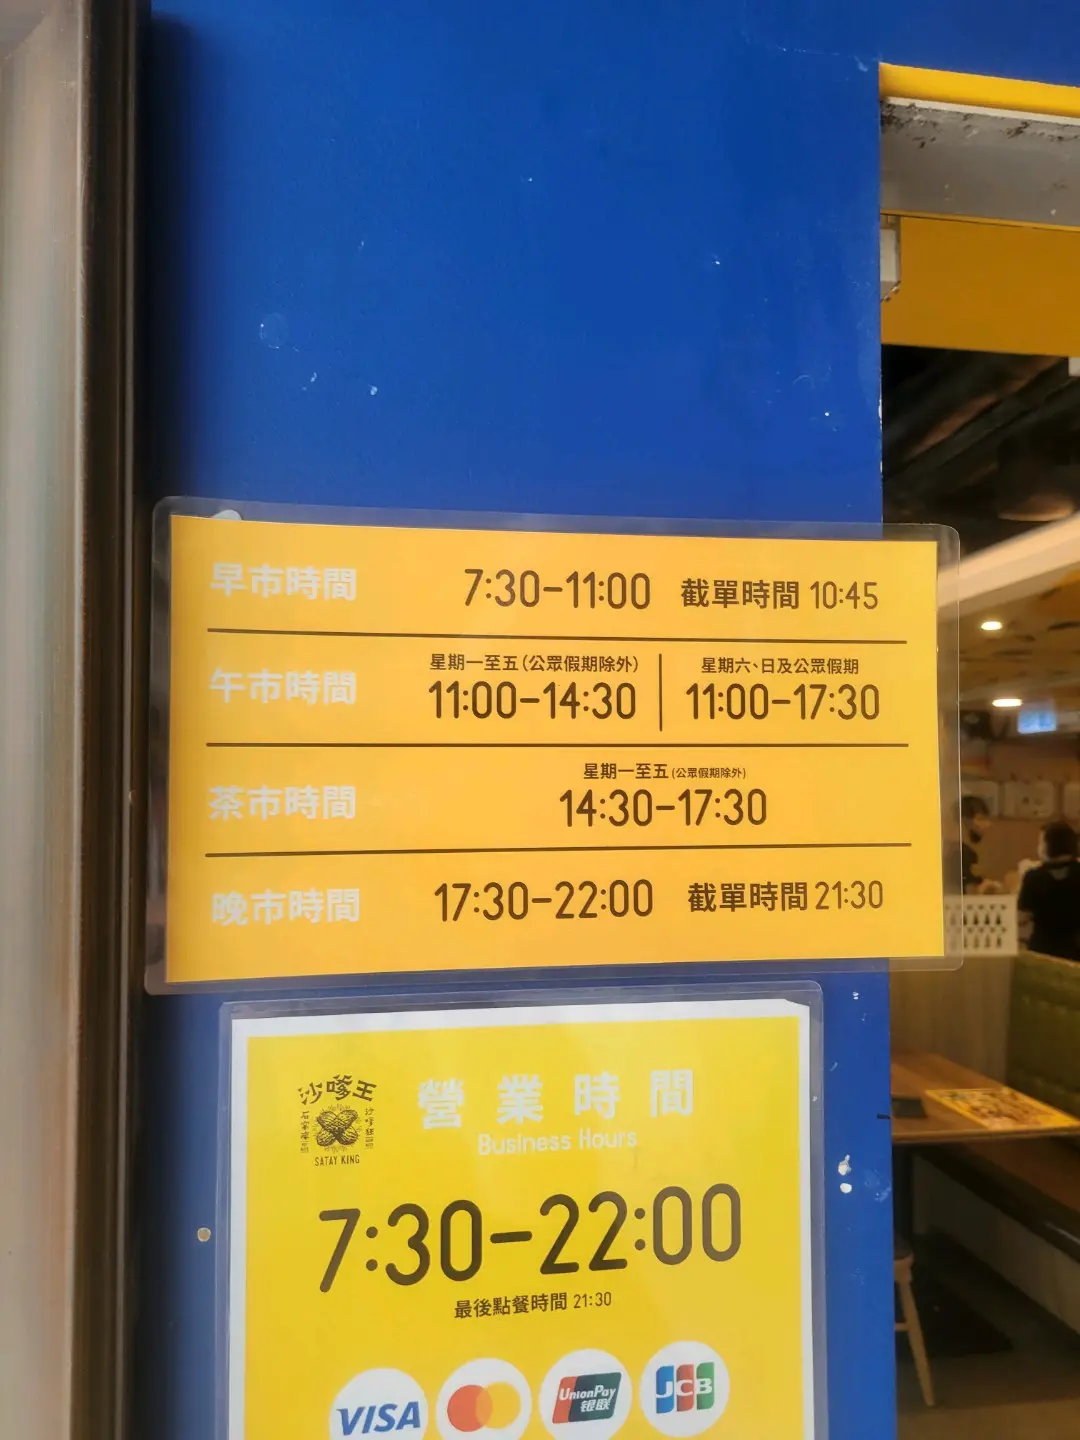 早市時間 7:30-11:00 截單時間 10:45
午市時間
星期一至五(公眾假期除外)
11:00-14:30
星期六、日及公眾假期
11:00-17:30
茶市時間
星期一至五(公眾假期除外)
14:30-17:30
晚市時間 17:30-22:00 截單時間 21:30
沙嗲王
SATAY KING
營業時間
Business Hours
7:30-22:00
最後點餐時間 21:30
VISA
UnionPay
银联
JCB